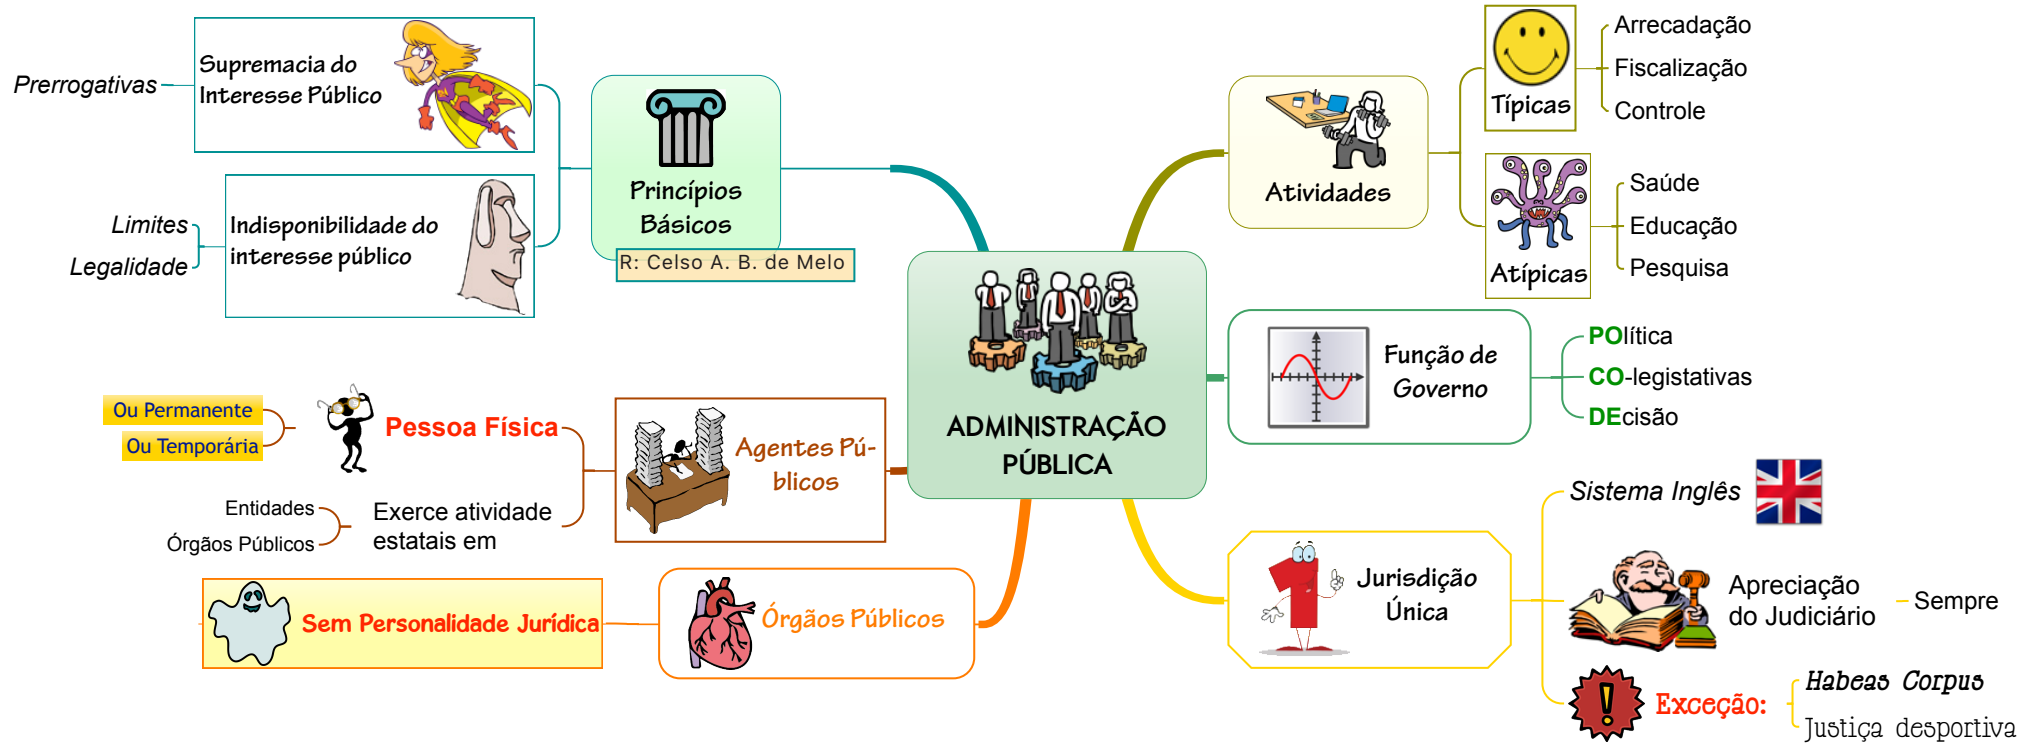 Prerrogativas
Supremacia do
Interesse Público
Limites
Legalidade
Indisponibilidade do
interesse público
Princípios
Básicos
R: Celso A. B. de Melo
Ou Permanente
Ou Temporária
Pessoa Física
Entidades
Órgãos Públicos
Exerce atividade
estatais em
Agentes Pú-
blicos
Sem Personalidade Jurídica
Órgãos Públicos
ADMINISTRAÇÃO
PÚBLICA
Atividades
Típicas
Arrecadação
Fiscalização
Controle
Atípicas
Saúde
Educação
Pesquisa
Função de
Governo
POlítica
CO-legistativas
DEcisão
Jurisdição
Única
Sistema Inglês
Apreciação
do Judiciário
Sempre
Exceção:
Habeas Corpus
Justiça desportiva